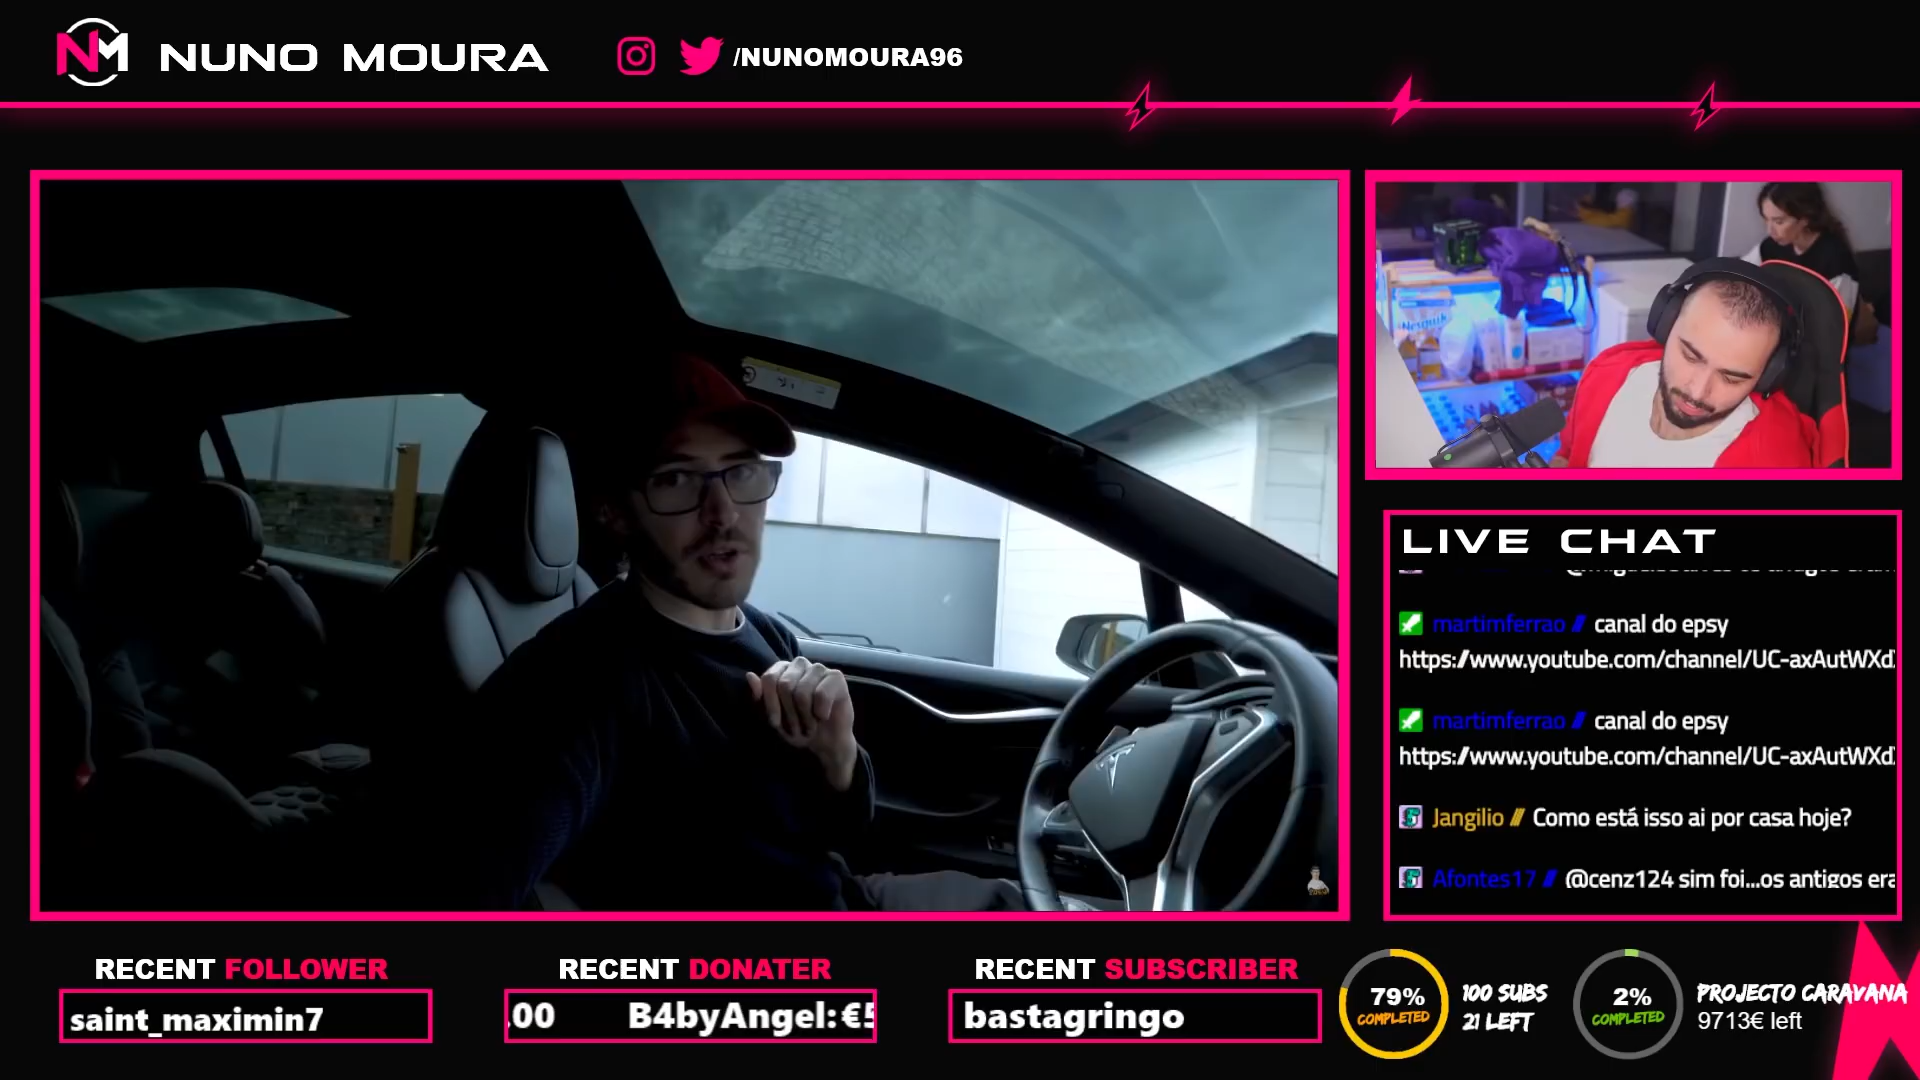 NM NUNO MOURA
/NUNOMOURA96
Nesquik
LIVE CHAT
martimferrao // canal do epsy
https://www.youtube.com/channel/UC-axAutWXd
martimferrao // canal do epsy
https://www.youtube.com/channel/UC-axAutWXd
Jangilio // Como está isso ai por casa hoje?
Afontes17 // @cenz124 sim foi...os antigos era
RECENT FOLLOWER
saint_maximin7
RECENT DONATER
.00 B4byAngel: €5
RECENT SUBSCRIBER
bastagringo
79%
COMPLETED
100 SUBS
21 LEFT
2%
COMPLETED
PROJECTO CARAVANA
9713€ left